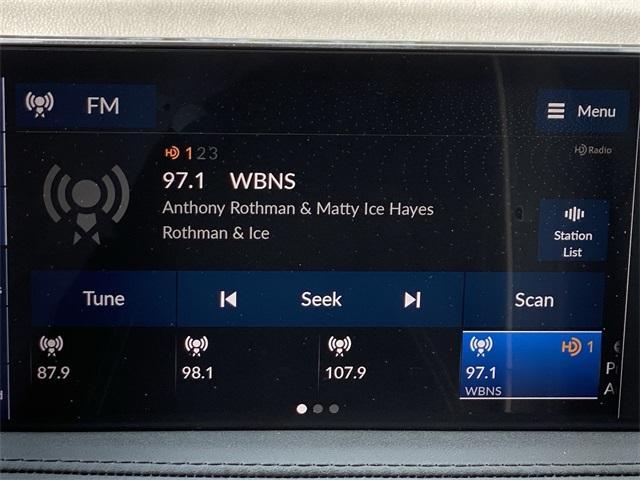 FM
Menu
HD 1 2 3
HD Radio
97.1 WBNS
Anthony Rothman & Matty Ice Hayes
Rothman & Ice
Station
List
Tune
Seek
Scan
87.9
98.1
107.9
HD 1
97.1
WBNS